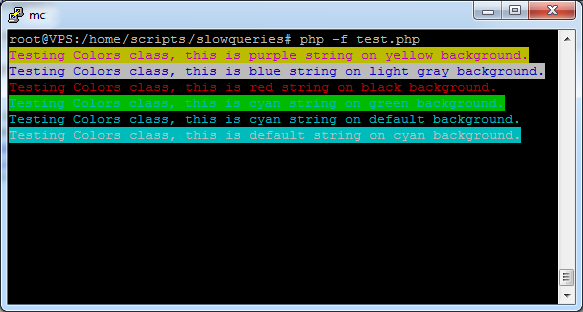 mc
root@VPS:/home/scripts/slowqueries# php -f test.php
Testing Colors class, this is purple string on yellow background.
Testing Colors class, this is blue string on light gray background.
Testing Colors class, this is red string on black background.
Testing Colors class, this is cyan string on green background.
Testing Colors class, this is cyan string on default background.
Testing Colors class, this is default string on cyan background.